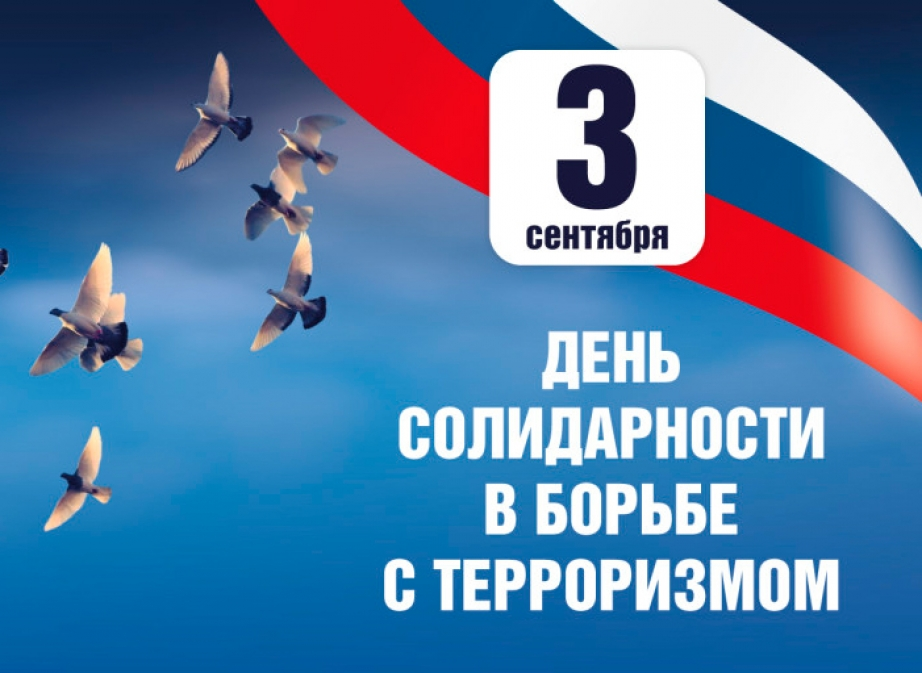 3
сентября
ДЕНЬ
СОЛИДАРНОСТИ
В БОРЬБЕ
С ТЕРРОРИЗМОМ